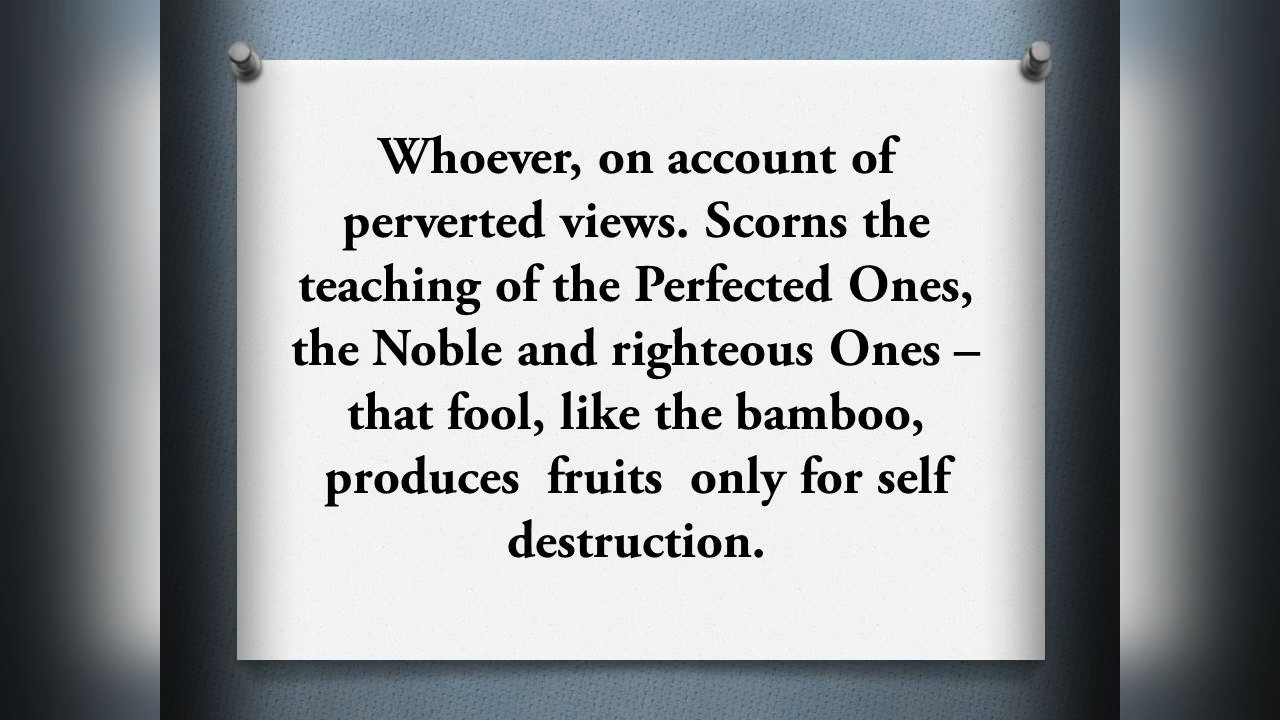 Whoever, on account of
perverted views. Scorns the
teaching of the Perfected Ones,
the Noble and righteous Ones –
that fool, like the bamboo,
produces  fruits  only for self
destruction.